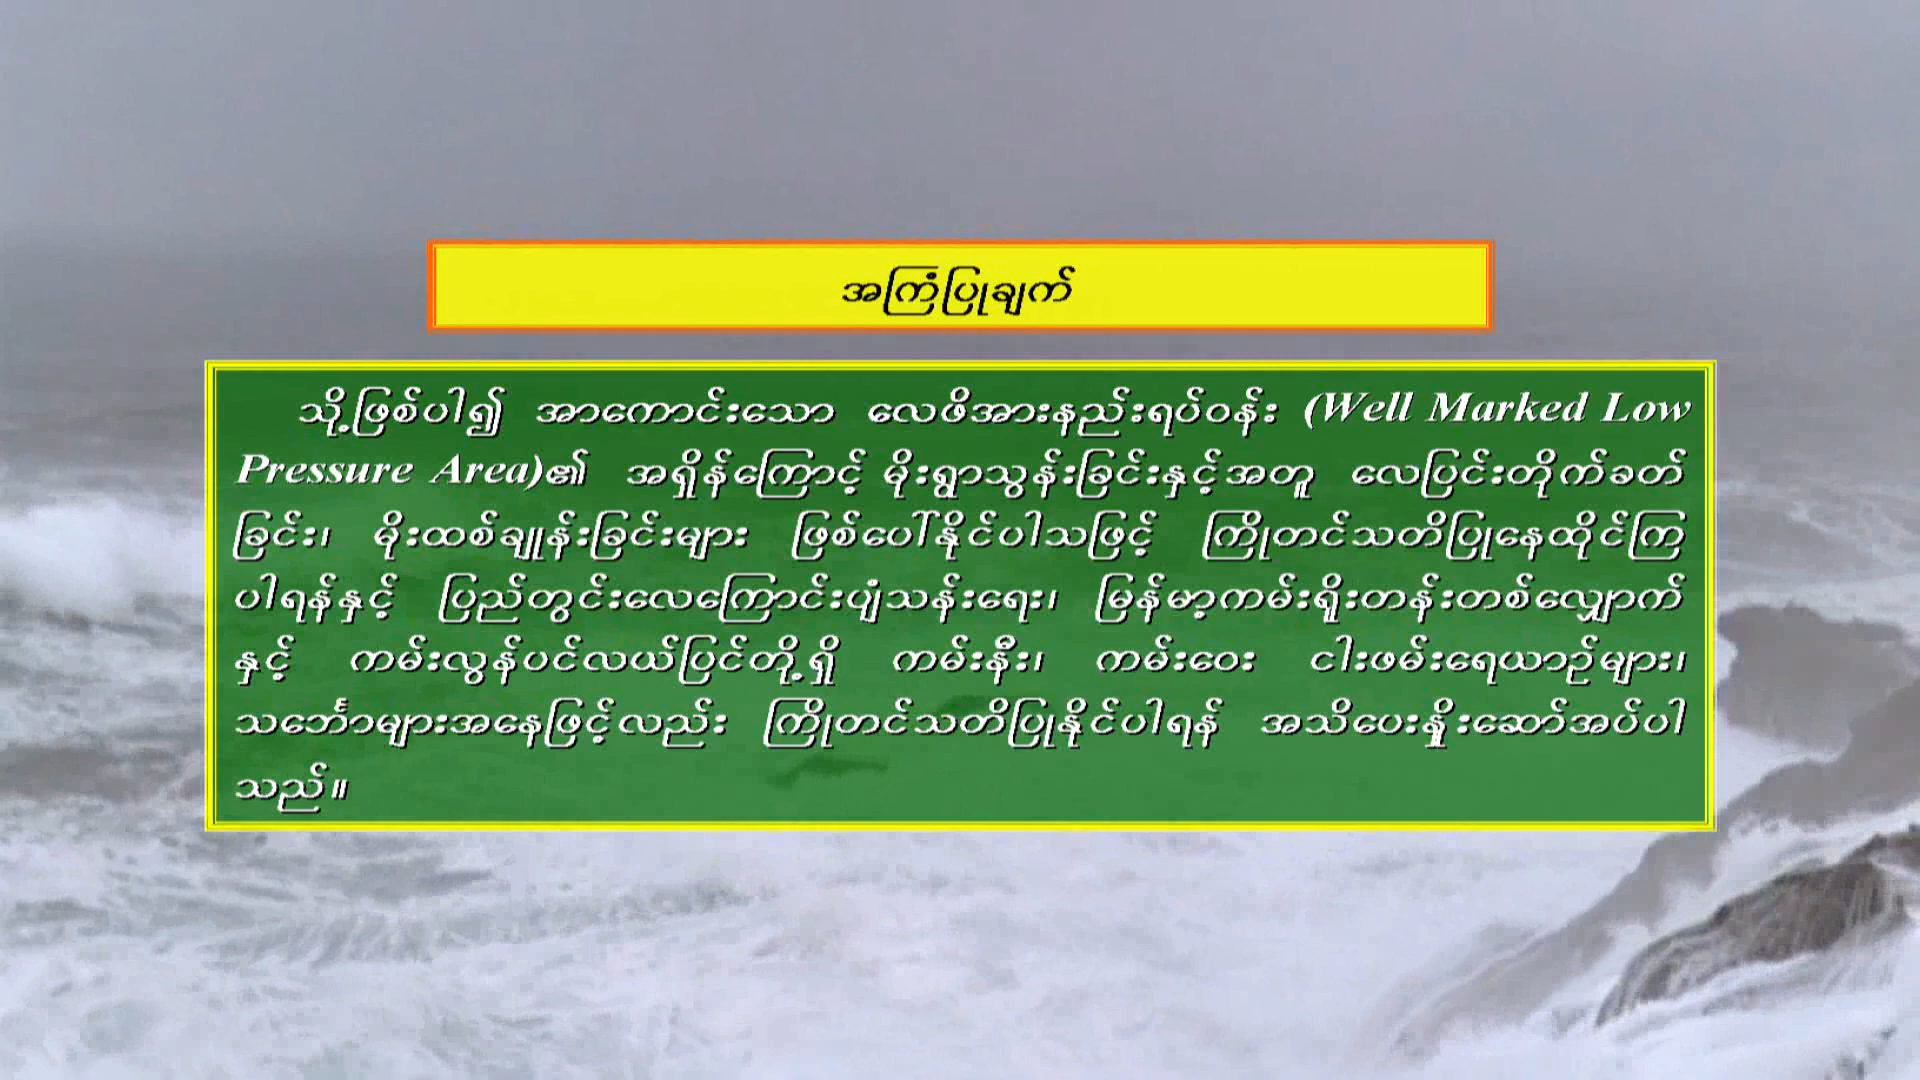 အကြံပြုချက်
သို့ဖြစ်ပါ၍ အားကောင်းသော လေဖိအားနည်းရပ်ဝန်း (Well Marked Low
Pressure Area)၏ အရှိန်ကြောင့် မိုးရွာသွန်းခြင်းနှင့်အတူ လေပြင်းတိုက်ခတ်
ခြင်း၊ မိုးထစ်ချုန်းခြင်းများ ဖြစ်ပေါ်နိုင်ပါသဖြင့် ကြိုတင်သတိပြုနေထိုင်ကြ
ပါရန်နှင့် ပြည်တွင်းလေကြောင်းပျံသန်းရေး၊ မြန်မာ့ကမ်းရိုးတန်းတစ်လျှောက်
နှင့် ကမ်းလွန်ပင်လယ်ပြင်တို့ရှိ ကမ်းနီး၊ ကမ်းဝေး ငါးဖမ်းရေယာဉ်များ၊
သင်္ဘောများအနေဖြင့်လည်း ကြိုတင်သတိပြုနိုင်ပါရန် အသိပေးနှိုးဆော်အပ်ပါ
သည်။